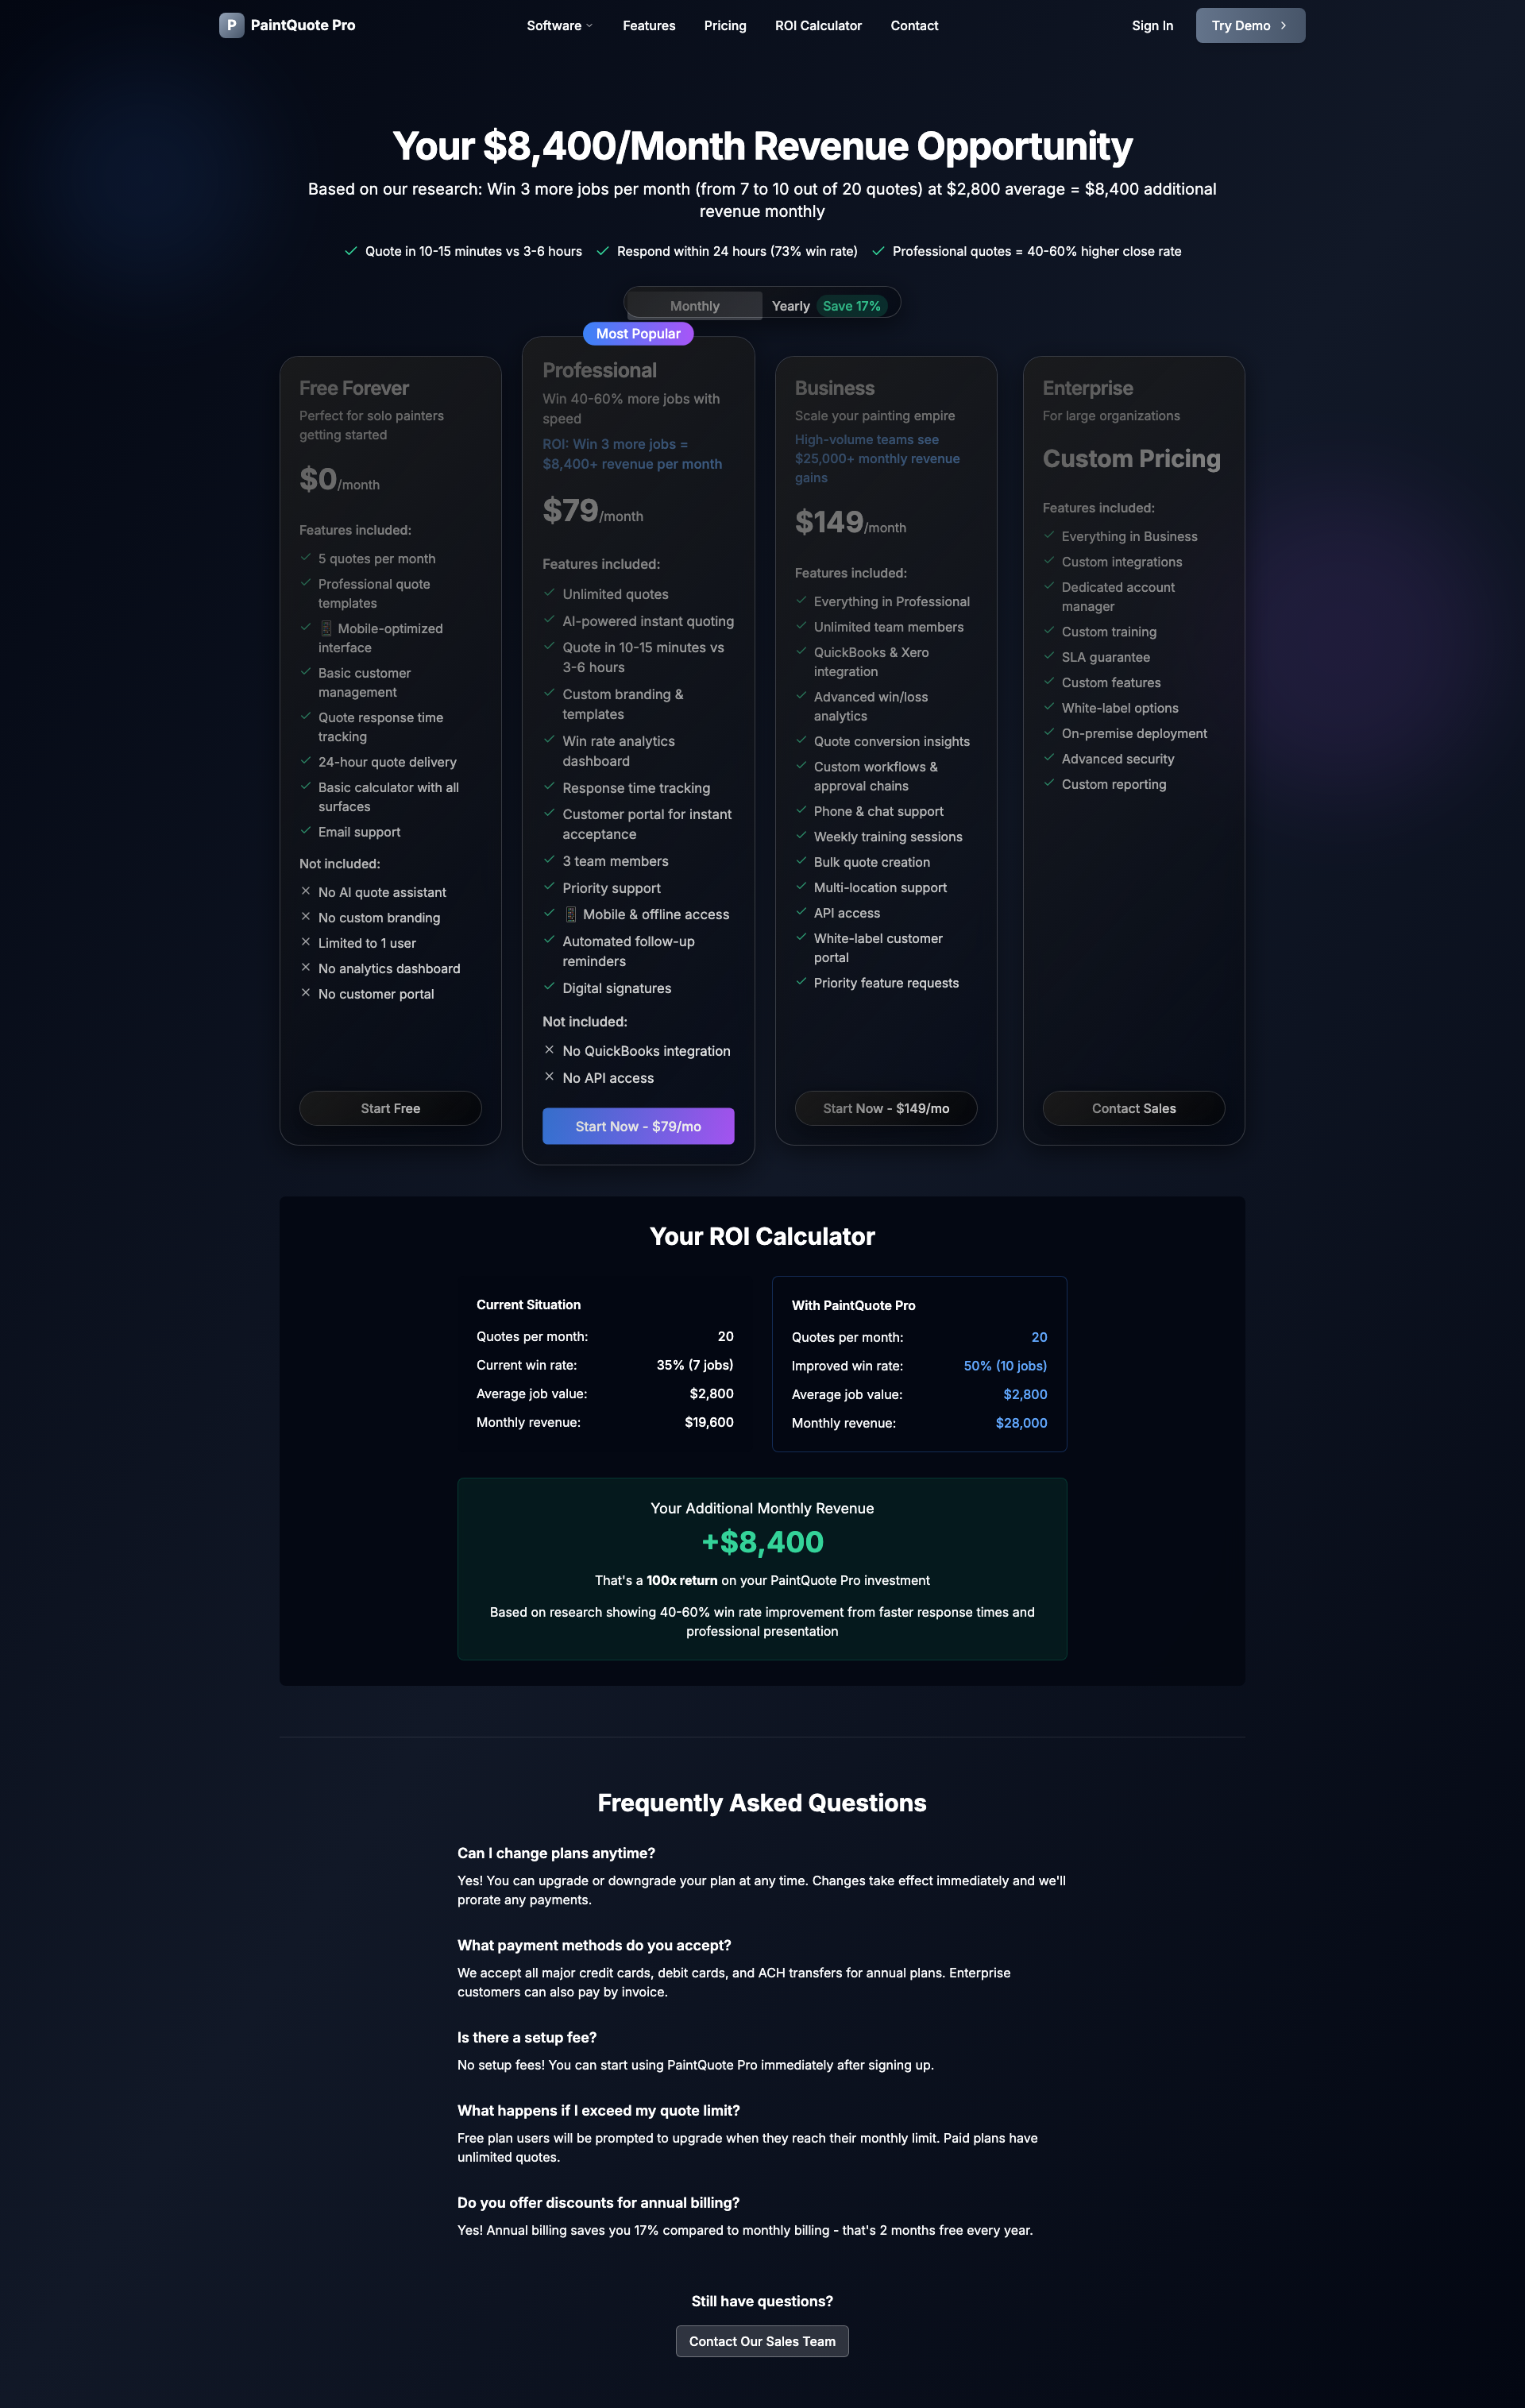 P PaintQuote Pro
Software
Features
Pricing
ROI Calculator
Contact
Sign In
Try Demo
Your $8,400/Month Revenue Opportunity
Based on our research: Win 3 more jobs per month (from 7 to 10 out of 20 quotes) at $2,800 average = $8,400 additional
revenue monthly
Quote in 10-15 minutes vs 3-6 hours
Respond within 24 hours (73% win rate)
Professional quotes = 40-60% higher close rate
Monthly
Yearly Save 17%
Free Forever
Perfect for solo painters
getting started
$0/month
Features included:
5 quotes per month
Professional quote
templates
📱 Mobile-optimized
interface
Basic customer
management
Quote response time
tracking
24-hour quote delivery
Basic calculator with all
surfaces
Email support
Not included:
No AI quote assistant
No custom branding
Limited to 1 user
No analytics dashboard
No customer portal
Start Free
Most Popular
Professional
Win 40-60% more jobs with
speed
ROI: Win 3 more jobs =
$8,400+ revenue per month
$79/month
Features included:
Unlimited quotes
AI-powered instant quoting
Quote in 10-15 minutes vs
3-6 hours
Custom branding &
templates
Win rate analytics
dashboard
Response time tracking
Customer portal for instant
acceptance
3 team members
Priority support
📱 Mobile & offline access
Automated follow-up
reminders
Digital signatures
Not included:
No QuickBooks integration
No API access
Start Now - $79/mo
Business
Scale your painting empire
High-volume teams see
$25,000+ monthly revenue
gains
$149/month
Features included:
Everything in Professional
Unlimited team members
QuickBooks & Xero
integration
Advanced win/loss
analytics
Quote conversion insights
Custom workflows &
approval chains
Phone & chat support
Weekly training sessions
Bulk quote creation
Multi-location support
API access
White-label customer
portal
Priority feature requests
Start Now - $149/mo
Enterprise
For large organizations
Custom Pricing
Features included:
Everything in Business
Custom integrations
Dedicated account
manager
Custom training
SLA guarantee
Custom features
White-label options
On-premise deployment
Advanced security
Custom reporting
Contact Sales
Your ROI Calculator
Current Situation
Quotes per month: 20
Current win rate: 35% (7 jobs)
Average job value: $2,800
Monthly revenue: $19,600
With PaintQuote Pro
Quotes per month: 20
Improved win rate: 50% (10 jobs)
Average job value: $2,800
Monthly revenue: $28,000
Your Additional Monthly Revenue
+$8,400
That's a 100x return on your PaintQuote Pro investment
Based on research showing 40-60% win rate improvement from faster response times and
professional presentation
Frequently Asked Questions
Can I change plans anytime?
Yes! You can upgrade or downgrade your plan at any time. Changes take effect immediately and we'll
prorate any payments.
What payment methods do you accept?
We accept all major credit cards, debit cards, and ACH transfers for annual plans. Enterprise
customers can also pay by invoice.
Is there a setup fee?
No setup fees! You can start using PaintQuote Pro immediately after signing up.
What happens if I exceed my quote limit?
Free plan users will be prompted to upgrade when they reach their monthly limit. Paid plans have
unlimited quotes.
Do you offer discounts for annual billing?
Yes! Annual billing saves you 17% compared to monthly billing - that's 2 months free every year.
Still have questions?
Contact Our Sales Team